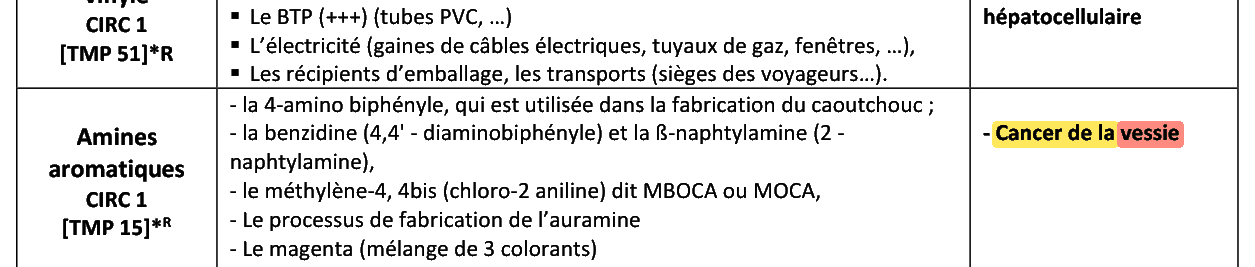 vinyle
CIRC 1
[TMP 51]*R
▪ Le BTP (+++) (tubes PVC, …)
▪ L’électricité (gaines de câbles électriques, tuyaux de gaz, fenêtres, …),
▪ Les récipients d’emballage, les transports (sièges des voyageurs…).
hépatocellulaire
Amines
aromatiques
CIRC 1
[TMP 15]*R
- la 4-amino biphényle, qui est utilisée dans la fabrication du caoutchouc ;
- la benzidine (4,4' - diaminobiphényle) et la ß-naphtylamine (2 -
naphtylamine),
- le méthylène-4, 4bis (chloro-2 aniline) dit MBOCA ou MOCA,
- Le processus de fabrication de l’auramine
- Le magenta (mélange de 3 colorants)
- Cancer de la vessie